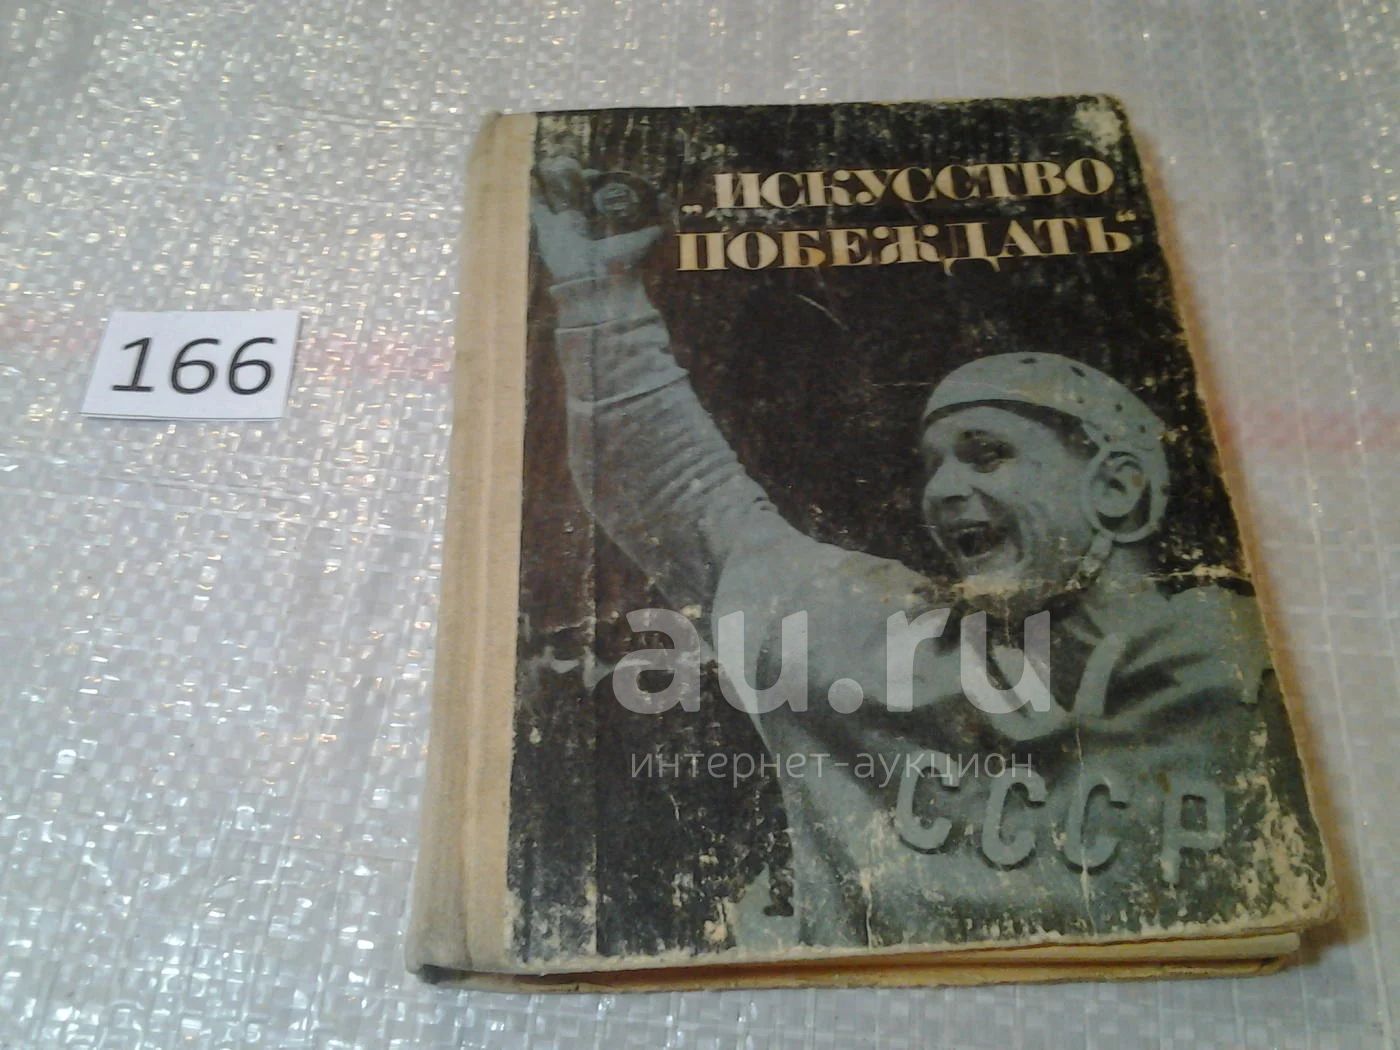 „ИСКУССТВО
ПОБЕЖДАТЬ“
166
au.ru
интернет-аукцион
СССР